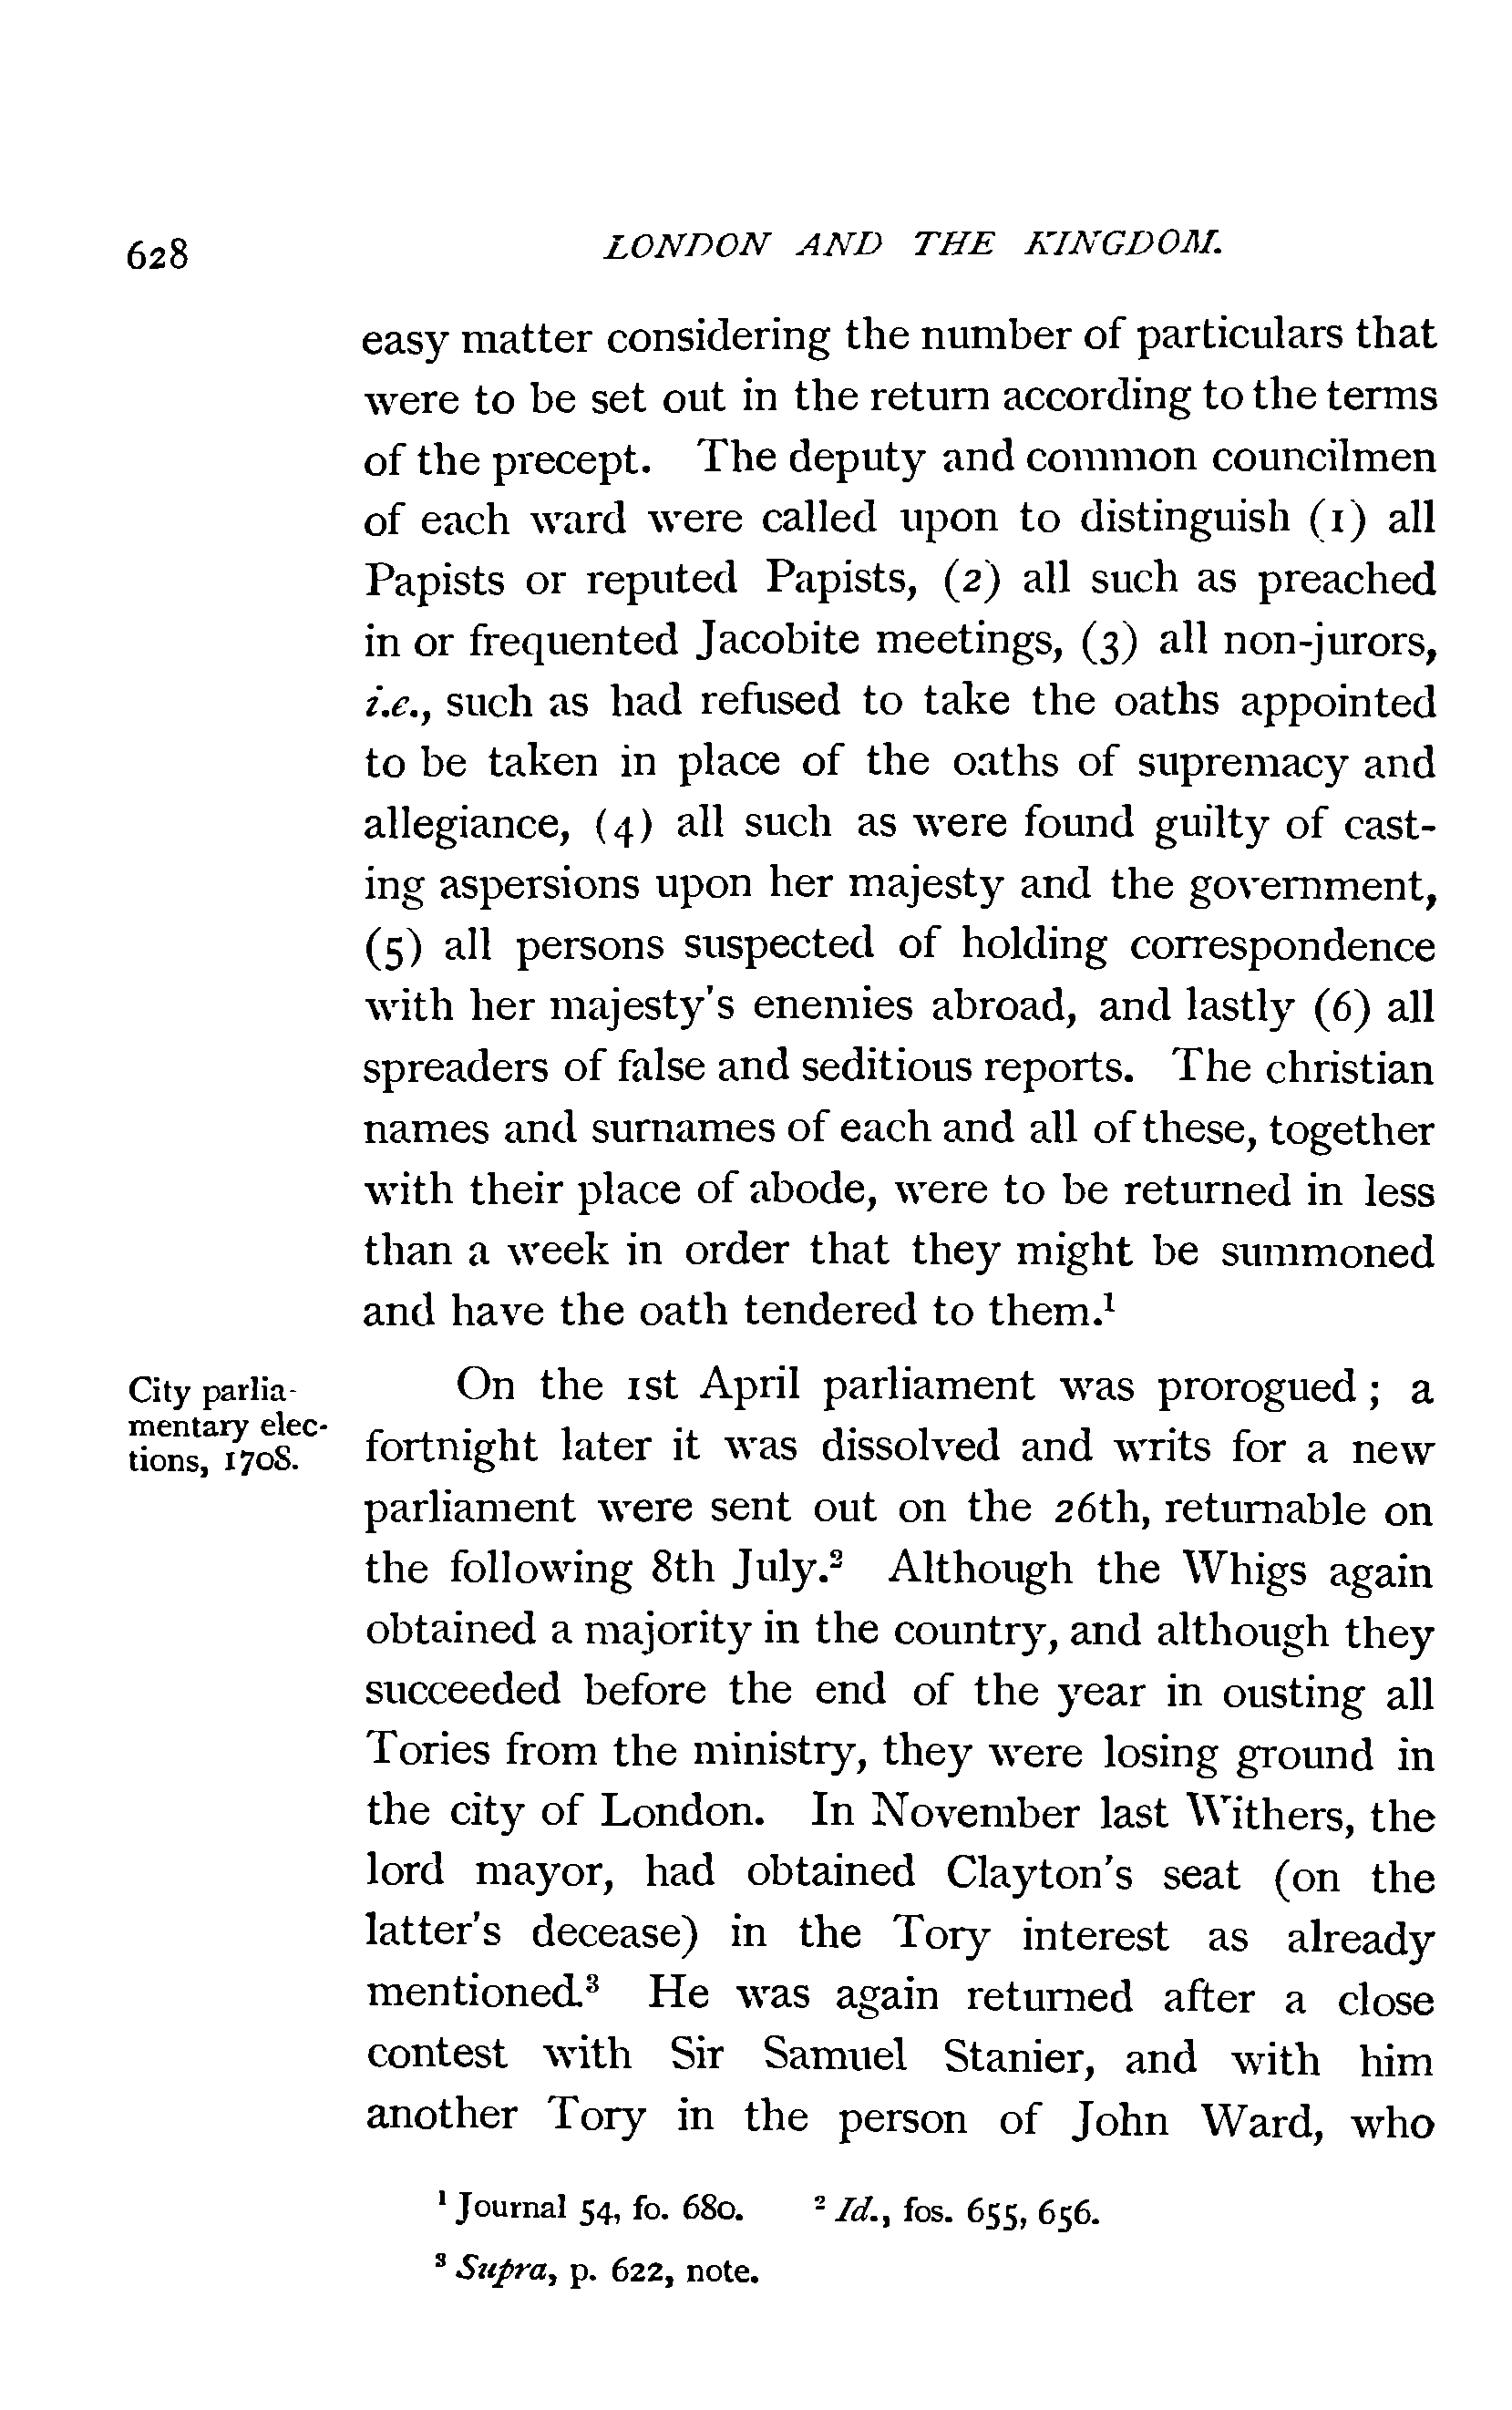 628 LONDON AND THE KINGDOM.
easy matter considering the number of particulars that
were to be set out in the return according to the terms
of the precept. The deputy and common councilmen
of each ward were called upon to distinguish (1) all
Papists or reputed Papists, (2) all such as preached
in or frequented Jacobite meetings, (3) all non-jurors,
i.e., such as had refused to take the oaths appointed
to be taken in place of the oaths of supremacy and
allegiance, (4) all such as were found guilty of cast-
ing aspersions upon her majesty and the government,
(5) all persons suspected of holding correspondence
with her majesty's enemies abroad, and lastly (6) all
spreaders of false and seditious reports. The christian
names and surnames of each and all of these, together
with their place of abode, were to be returned in less
than a week in order that they might be summoned
and have the oath tendered to them.¹
City parlia-
mentary elec-
tions, 1708.
On the 1st April parliament was prorogued; a
fortnight later it was dissolved and writs for a new
parliament were sent out on the 26th, returnable on
the following 8th July.² Although the Whigs again
obtained a majority in the country, and although they
succeeded before the end of the year in ousting all
Tories from the ministry, they were losing ground in
the city of London. In November last Withers, the
lord mayor, had obtained Clayton's seat (on the
latter's decease) in the Tory interest as already
mentioned.³ He was again returned after a close
contest with Sir Samuel Stanier, and with him
another Tory in the person of John Ward, who
¹ Journal 54, fo. 680. ² Id., fos. 655, 656.
³ Supra, p. 622, note.